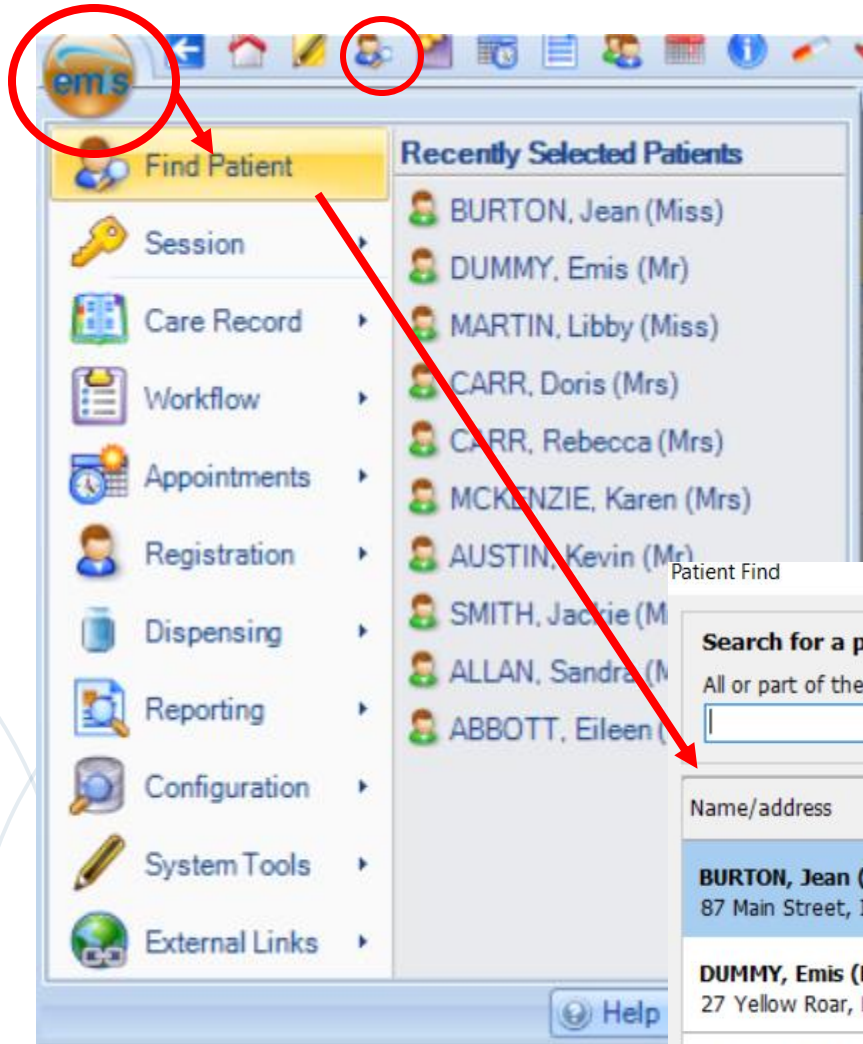 emis
Find Patient
Session
Care Record
Workflow
Appointments
Registration
Dispensing
Reporting
Configuration
System Tools
External Links
Recently Selected Patients
BURTON, Jean (Miss)
DUMMY, Emis (Mr)
MARTIN, Libby (Miss)
CARR, Doris (Mrs)
CARR, Rebecca (Mrs)
MCKENZIE, Karen (Mrs)
AUSTIN, Kevin (Mr)
SMITH, Jackie (M
ALLAN, Sandra (M
ABBOTT, Eileen (
Help
Patient Find
Search for a p
All or part of the
Name/address
BURTON, Jean (
87 Main Street,
DUMMY, Emis (
27 Yellow Roar,